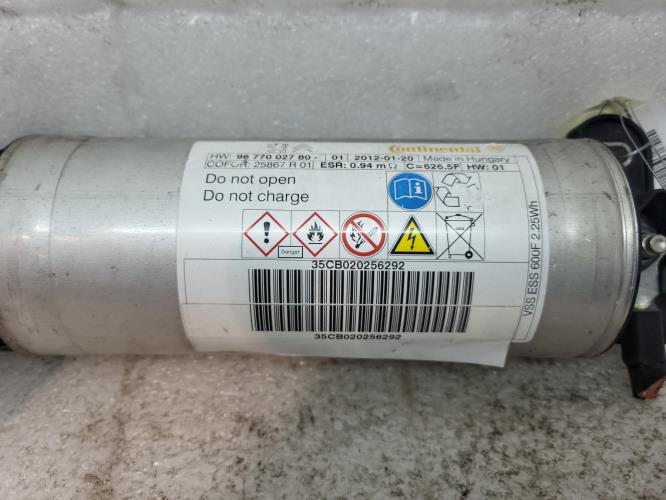 Continental
HW: 96 770 027 80 - 01 2012-01-20 Made in Hungary
COFOR: 25867 R 01 ESR: 0.94 mΩ C=626.5F HW: 01
Do not open
Do not charge
Danger
35CB020256292
35CB020256292
VSS ESS 600F 2.25Wh